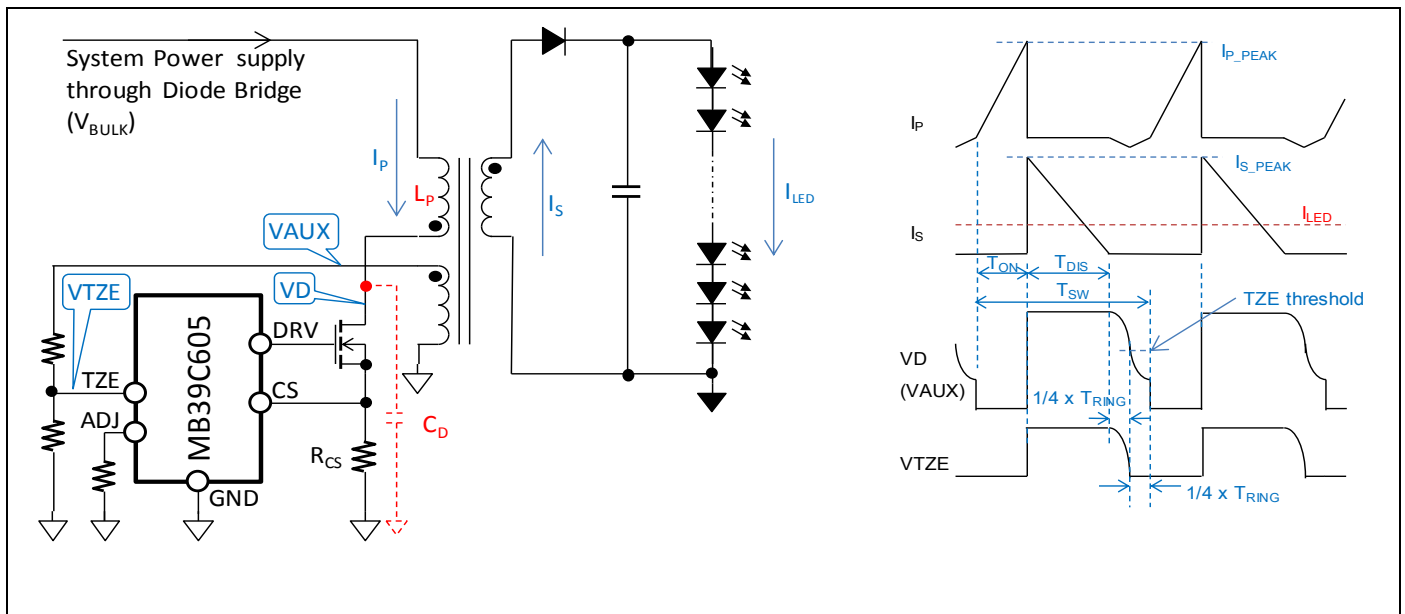 System Power supply
through Diode Bridge
(VBULK)
IP
LP
IS
ILED
VAUX
VTZE
VD
DRV
TZE
CS
ADJ
MB39C605
CD
RCS
GND
IP_PEAK
IP
IS_PEAK
ILED
IS
TON
TDIS
TSW
TZE threshold
VD
(VAUX)
1/4 x TRING
VTZE
1/4 x TRING